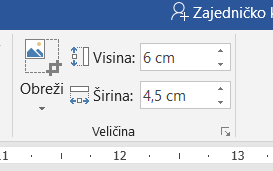 Zajedničko k
Visina: 6 cm
Obreži
Širina: 4,5 cm
Veličina
11 12 13